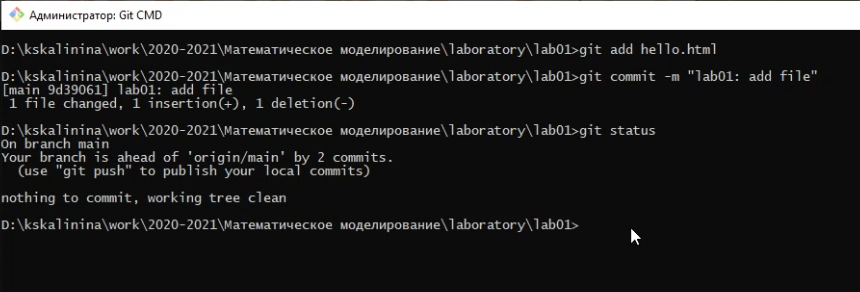 Администратор: Git CMD
D:\kskalinina\work\2020-2021\Математическое моделирование\laboratory\lab01>git add hello.html
D:\kskalinina\work\2020-2021\Математическое моделирование\laboratory\lab01>git commit -m "lab01: add file"
[main 9d39061] lab01: add file
 1 file changed, 1 insertion(+), 1 deletion(-)
D:\kskalinina\work\2020-2021\Математическое моделирование\laboratory\lab01>git status
On branch main
Your branch is ahead of 'origin/main' by 2 commits.
  (use "git push" to publish your local commits)
nothing to commit, working tree clean
D:\kskalinina\work\2020-2021\Математическое моделирование\laboratory\lab01>